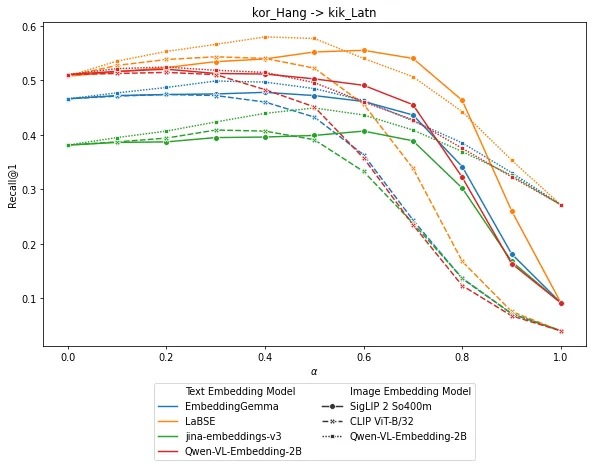 kor_Hang -> kik_Latn
0.6
0.5
0.4
0.3
0.2
0.1
Recall@1
0.0 0.2 0.4 0.6 0.8 1.0
α
Text Embedding Model
EmbeddingGemma
LaBSE
jina-embeddings-v3
Qwen-VL-Embedding-2B
Image Embedding Model
SigLIP 2 So400m
CLIP ViT-B/32
Qwen-VL-Embedding-2B